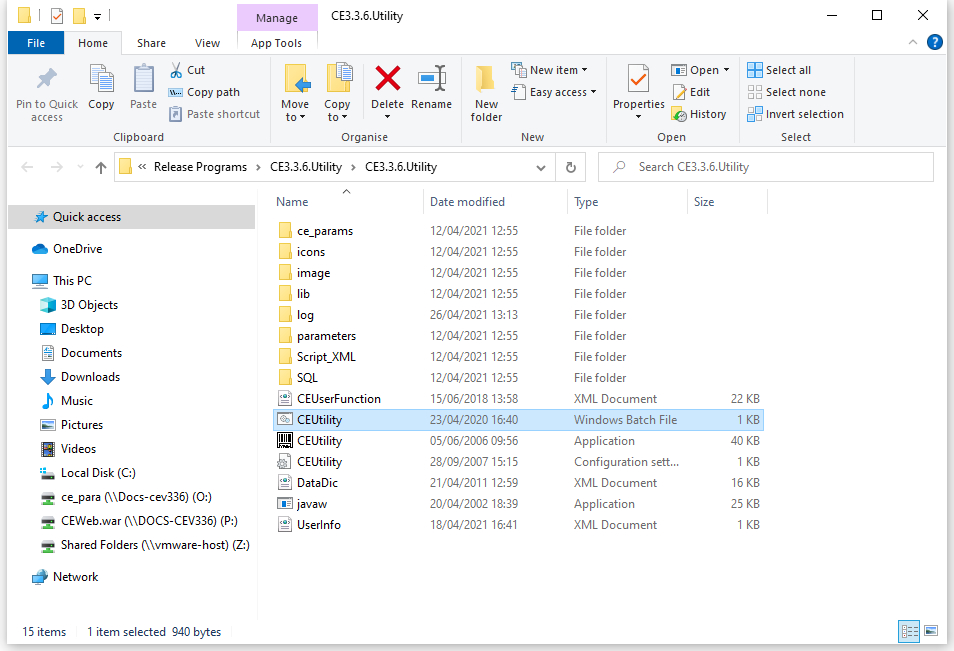 Manage
CE3.3.6.Utility
File
Home
Share
View
App Tools
Pin to Quick access
Copy
Paste
Cut
Copy path
Paste shortcut
Clipboard
Move to
Copy to
Delete
Rename
Organise
New folder
New item
Easy access
New
Properties
Open
Edit
History
Open
Select all
Select none
Invert selection
Select
« Release Programs › CE3.3.6.Utility › CE3.3.6.Utility
Search CE3.3.6.Utility
Quick access
OneDrive
This PC
3D Objects
Desktop
Documents
Downloads
Music
Pictures
Videos
Local Disk (C:)
ce_para (\\Docs-cev336) (O:)
CEWeb.war (\\DOCS-CEV336) (P:)
Shared Folders (\\vmware-host) (Z:)
Network
Name Date modified Type Size
ce_params 12/04/2021 12:55 File folder
icons 12/04/2021 12:55 File folder
image 12/04/2021 12:55 File folder
lib 12/04/2021 12:55 File folder
log 26/04/2021 13:13 File folder
parameters 12/04/2021 12:55 File folder
Script_XML 12/04/2021 12:55 File folder
SQL 12/04/2021 12:55 File folder
CEUserFunction 15/06/2018 13:58 XML Document 22 KB
CEUtility 23/04/2020 16:40 Windows Batch File 1 KB
CEUtility 05/06/2006 09:56 Application 40 KB
CEUtility 28/09/2007 15:15 Configuration sett... 1 KB
DataDic 21/04/2011 12:59 XML Document 16 KB
javaw 20/04/2002 18:39 Application 25 KB
UserInfo 18/04/2021 16:41 XML Document 1 KB
15 items 1 item selected 940 bytes